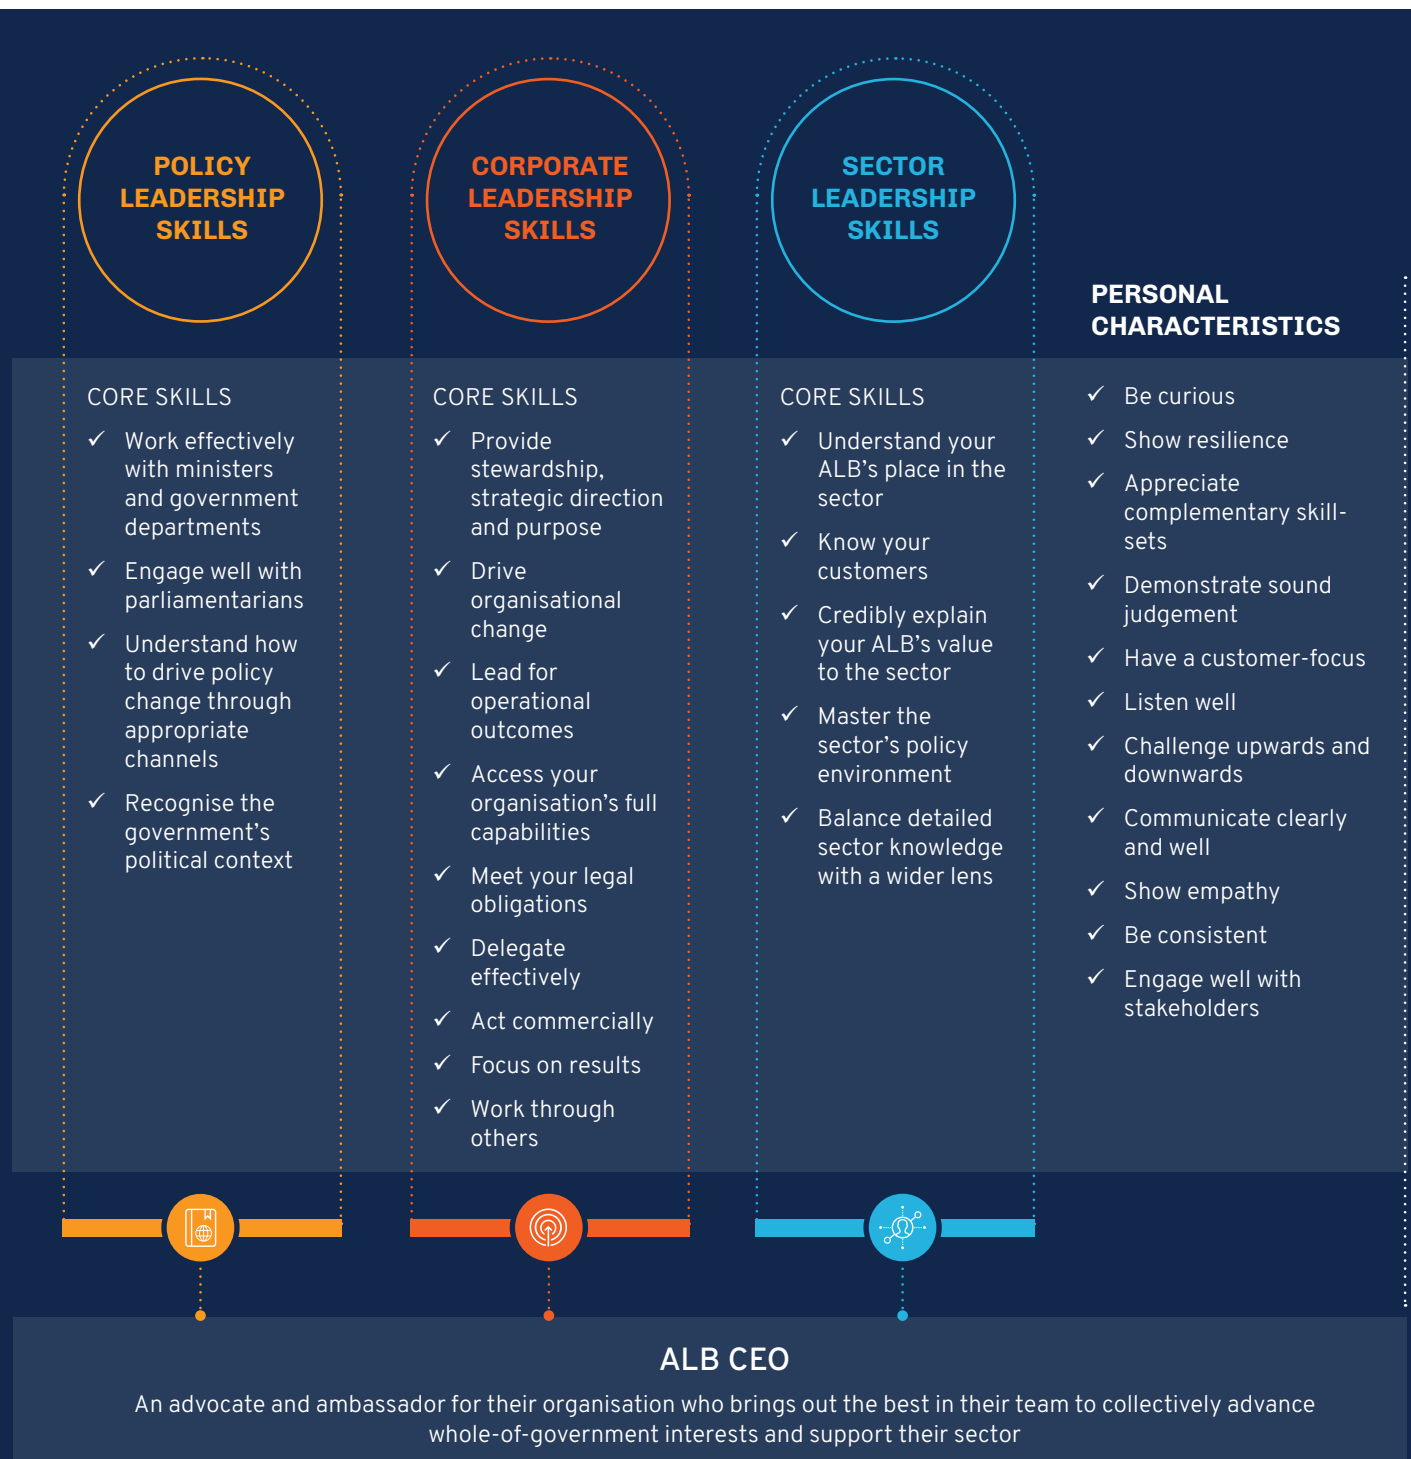 POLICY
LEADERSHIP
SKILLS
CORE SKILLS
✓ Work effectively
with ministers
and government
departments
✓ Engage well with
parliamentarians
✓ Understand how
to drive policy
change through
appropriate
channels
✓ Recognise the
government's
political context
CORPORATE
LEADERSHIP
SKILLS
CORE SKILLS
✓ Provide
stewardship,
strategic direction
and purpose
✓ Drive
organisational
change
✓ Lead for
operational
outcomes
✓ Access your
organisation's full
capabilities
✓ Meet your legal
obligations
✓ Delegate
effectively
✓ Act commercially
✓ Focus on results
✓ Work through
others
SECTOR
LEADERSHIP
SKILLS
CORE SKILLS
✓ Understand your
ALB's place in the
sector
✓ Know your
customers
✓ Credibly explain
your ALB's value
to the sector
✓ Master the
sector's policy
environment
✓ Balance detailed
sector knowledge
with a wider lens
PERSONAL
CHARACTERISTICS
✓ Be curious
✓ Show resilience
✓ Appreciate
complementary skill-
sets
✓ Demonstrate sound
judgement
✓ Have a customer-focus
✓ Listen well
✓ Challenge upwards and
downwards
✓ Communicate clearly
and well
✓ Show empathy
✓ Be consistent
✓ Engage well with
stakeholders
ALB CEO
An advocate and ambassador for their organisation who brings out the best in their team to collectively advance
whole-of-government interests and support their sector